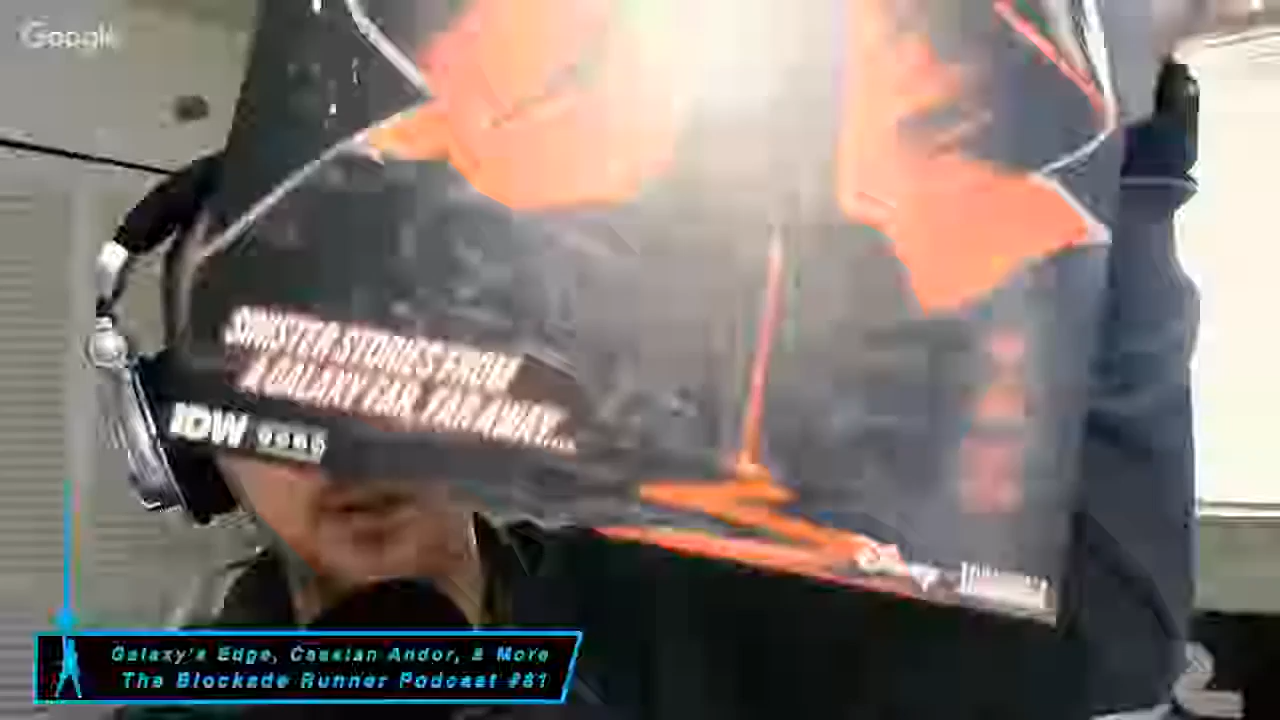 Google
SINISTER STORIES FROM
A GALAXY FAR, FAR AWAY...
IDW
Galaxy's Edge, Cassian Andor, & More
The Blockade Runner Podcast #81